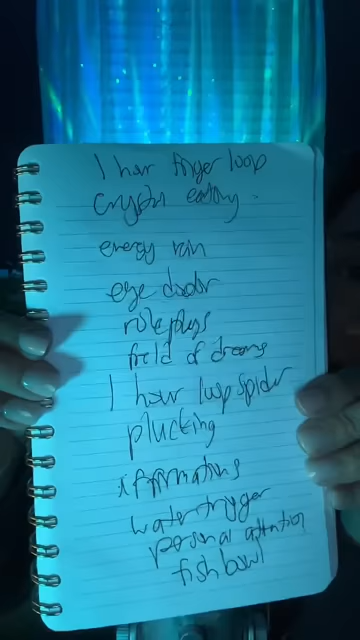 1 hour finger loop
crystal eating.
energy rain
eye doctor
roleplays
field of dreams
1 hour loop spider
plucking
affirmations
water trigger
personal attention
fish bowl